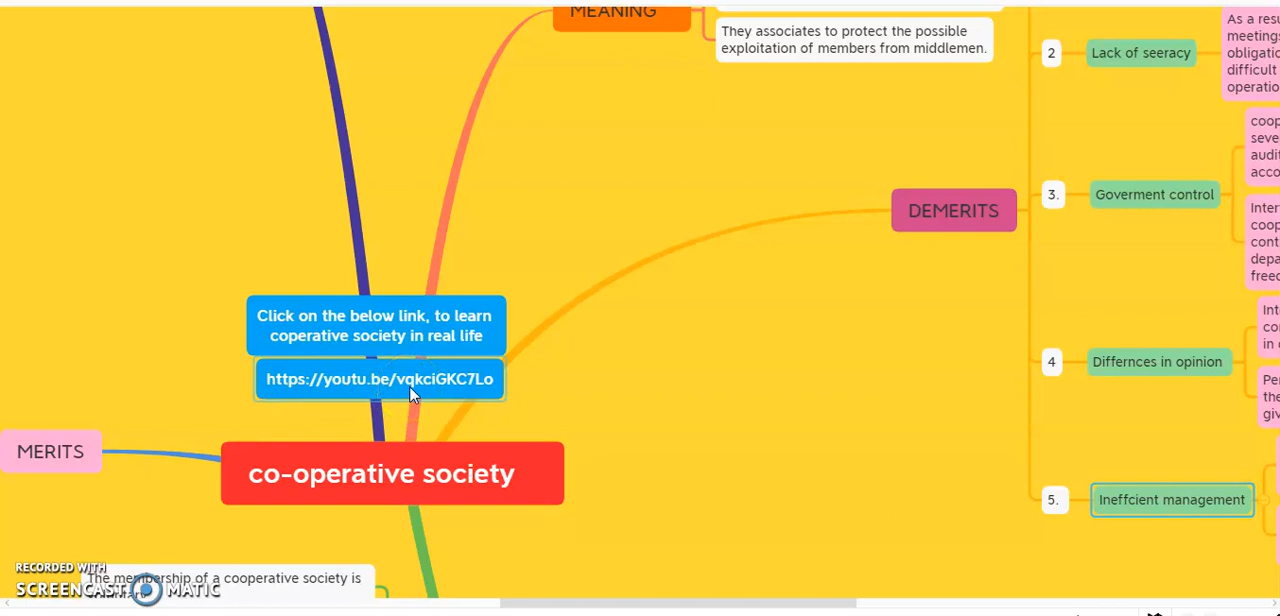 MEANING
They associates to protect the possible
exploitation of members from middlemen.
2
Lack of seeracy
As a resu
meetings
obligatio
difficult
operatio
3.
Goverment control
coop
seve
audit
acco
Inter
coop
cont
depa
freed
DEMERITS
Click on the below link, to learn
coperative society in real life
https://youtu.be/vqkciGKC7Lo
4
Differnces in opinion
Inte
con
in c
Per
the
giv
MERITS
co-operative society
5.
Ineffcient management
The membership of a cooperative society is
RECORDED WITH
SCREENCAST MATIC